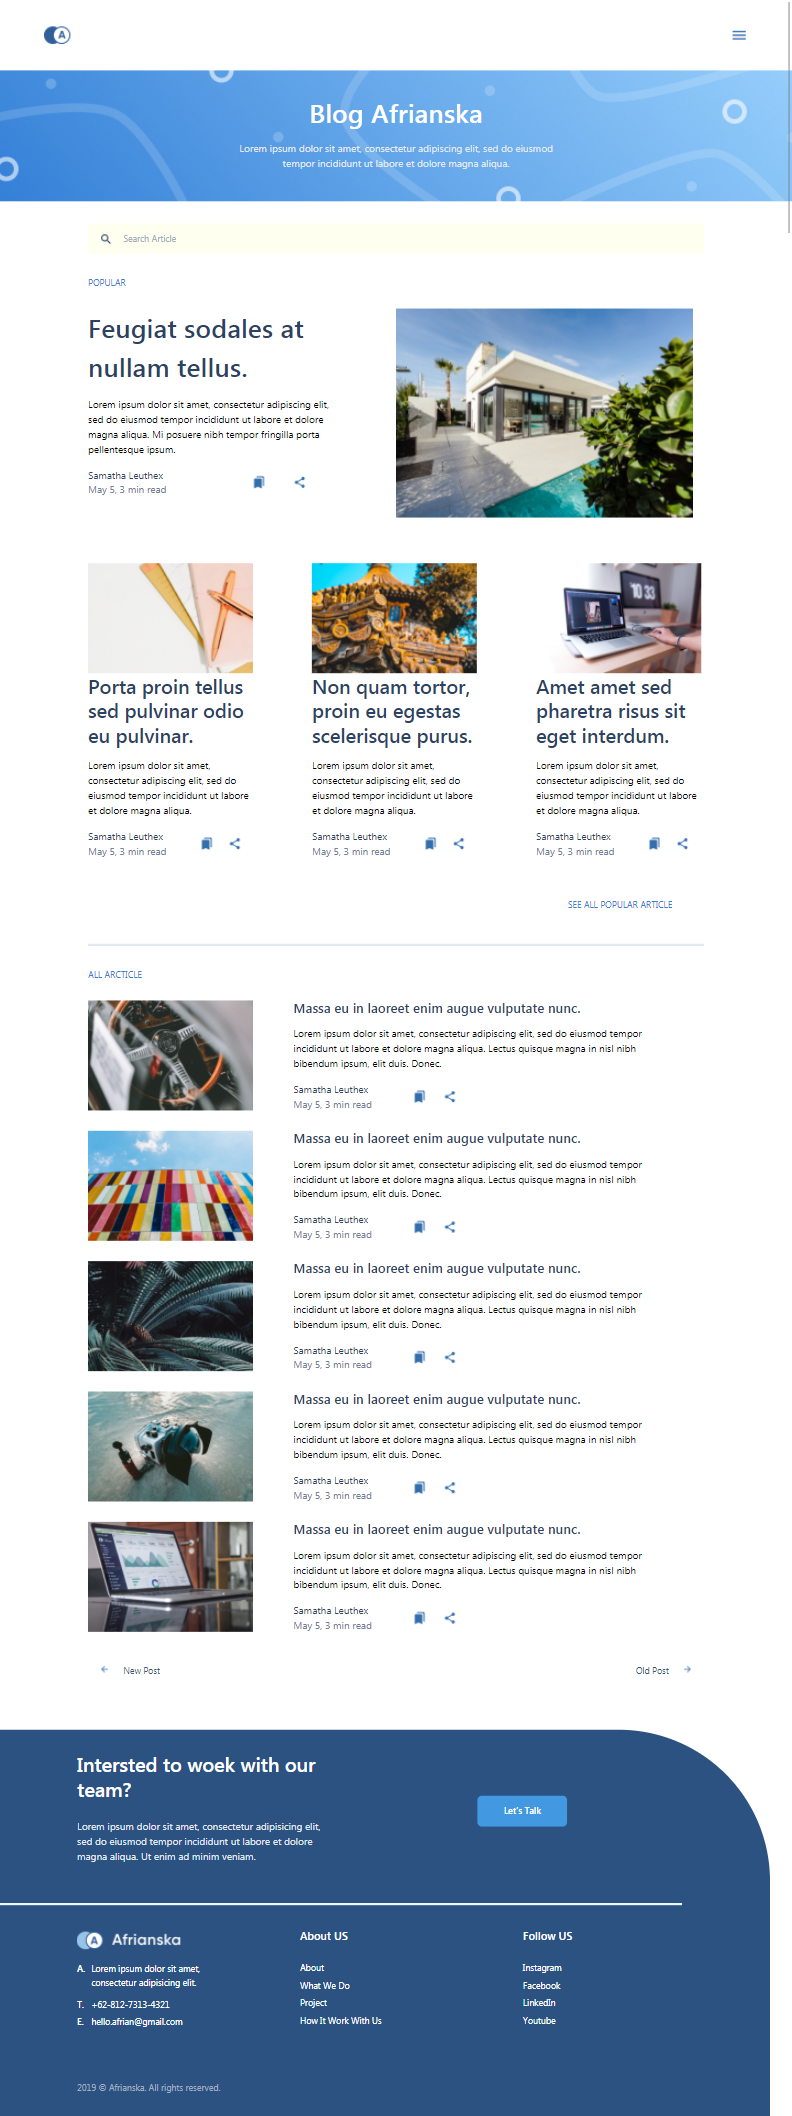 A
Blog Afrianska
Lorem ipsum dolor sit amet, consectetur adipiscing elit, sed do eiusmod
tempor incididunt ut labore et dolore magna aliqua.
Search Article
POPULAR
Feugiat sodales at
nullam tellus.
Lorem ipsum dolor sit amet, consectetur adipiscing elit,
sed do eiusmod tempor incididunt ut labore et dolore
magna aliqua. Mi posuere nibh tempor fringilla porta
pellentesque ipsum.
Samatha Leuthex
May 5, 3 min read
10 33
Porta proin tellus
sed pulvinar odio
eu pulvinar.
Lorem ipsum dolor sit amet,
consectetur adipiscing elit, sed do
eiusmod tempor incididunt ut labore
et dolore magna aliqua.
Samatha Leuthex
May 5, 3 min read
Non quam tortor,
proin eu egestas
scelerisque purus.
Lorem ipsum dolor sit amet,
consectetur adipiscing elit, sed do
eiusmod tempor incididunt ut labore
et dolore magna aliqua.
Samatha Leuthex
May 5, 3 min read
Amet amet sed
pharetra risus sit
eget interdum.
Lorem ipsum dolor sit amet,
consectetur adipiscing elit, sed do
eiusmod tempor incididunt ut labore
et dolore magna aliqua.
Samatha Leuthex
May 5, 3 min read
SEE ALL POPULAR ARTICLE
ALL ARCTICLE
Massa eu in laoreet enim augue vulputate nunc.
Lorem ipsum dolor sit amet, consectetur adipiscing elit, sed do eiusmod tempor
incididunt ut labore et dolore magna aliqua. Lectus quisque magna in nisl nibh
bibendum ipsum, elit duis. Donec.
Samatha Leuthex
May 5, 3 min read
Massa eu in laoreet enim augue vulputate nunc.
Lorem ipsum dolor sit amet, consectetur adipiscing elit, sed do eiusmod tempor
incididunt ut labore et dolore magna aliqua. Lectus quisque magna in nisl nibh
bibendum ipsum, elit duis. Donec.
Samatha Leuthex
May 5, 3 min read
Massa eu in laoreet enim augue vulputate nunc.
Lorem ipsum dolor sit amet, consectetur adipiscing elit, sed do eiusmod tempor
incididunt ut labore et dolore magna aliqua. Lectus quisque magna in nisl nibh
bibendum ipsum, elit duis. Donec.
Samatha Leuthex
May 5, 3 min read
Massa eu in laoreet enim augue vulputate nunc.
Lorem ipsum dolor sit amet, consectetur adipiscing elit, sed do eiusmod tempor
incididunt ut labore et dolore magna aliqua. Lectus quisque magna in nisl nibh
bibendum ipsum, elit duis. Donec.
Samatha Leuthex
May 5, 3 min read
Massa eu in laoreet enim augue vulputate nunc.
Lorem ipsum dolor sit amet, consectetur adipiscing elit, sed do eiusmod tempor
incididunt ut labore et dolore magna aliqua. Lectus quisque magna in nisl nibh
bibendum ipsum, elit duis. Donec.
Samatha Leuthex
May 5, 3 min read
New Post
Old Post
Intersted to woek with our
team?
Lorem ipsum dolor sit amet, consectetur adipisicing elit,
sed do eiusmod tempor incididunt ut labore et dolore
magna aliqua. Ut enim ad minim veniam.
Let's Talk
A Afrianska
A. Lorem ipsum dolor sit amet,
consectetur adipisicing elit.
T. +62-812-7313-4321
E. hello.afrian@gmail.com
About US
About
What We Do
Project
How It Work With Us
Follow US
Instagram
Facebook
LinkedIn
Youtube
2019 © Afrianska. All rights reserved.